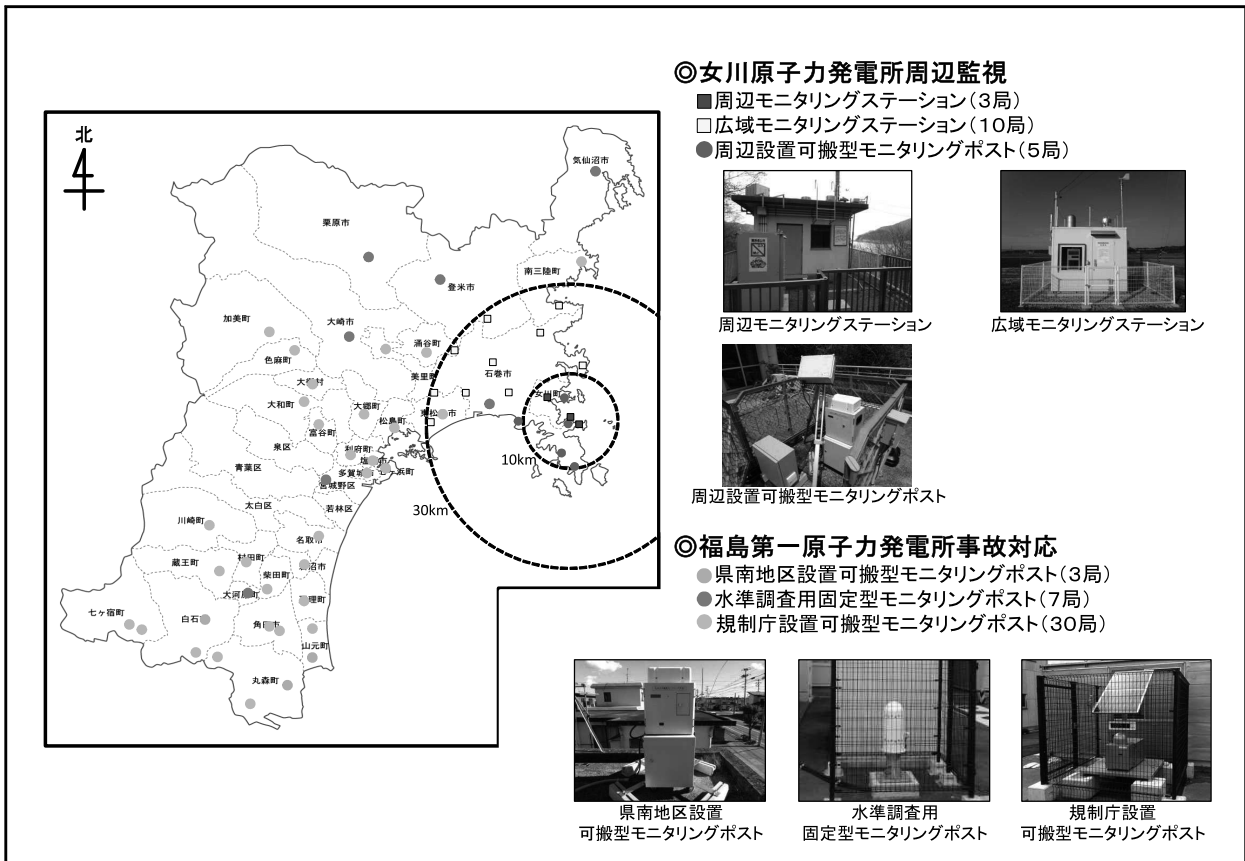 ◎女川原子力発電所周辺監視
■周辺モニタリングステーション（3局）
□広域モニタリングステーション（10局）
●周辺設置可搬型モニタリングポスト（5局）
周辺モニタリングステーション
広域モニタリングステーション
周辺設置可搬型モニタリングポスト
◎福島第一原子力発電所事故対応
●県南地区設置可搬型モニタリングポスト（3局）
●水準調査用固定型モニタリングポスト（7局）
●規制庁設置可搬型モニタリングポスト（30局）
県南地区設置
可搬型モニタリングポスト
水準調査用
固定型モニタリングポスト
規制庁設置
可搬型モニタリングポスト
北
気仙沼市
栗原市
南三陸町
登米市
加美町
大崎市
涌谷町
色麻町
美里町
石巻市
女川町
大和町
大郷町
松島町
富谷町
泉区
利府町
青葉区
宮城野区
太白区
若林区
川崎町
名取市
蔵王町
村田町
柴田町
大河原町
七ヶ宿町
白石
山元町
丸森町
10km
30km